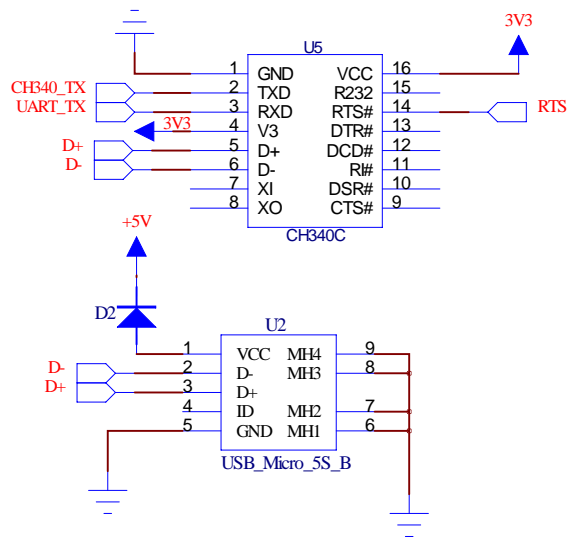 U5
3V3
1 GND VCC 16
CH340_TX 2 TXD R232 15
UART_TX 3 RXD RTS# 14 RTS
3V3 4 V3 DTR# 13
D+ 5 D+ DCD# 12
D- 6 D- RI# 11
7 XI DSR# 10
8 XO CTS# 9
CH340C
+5V
D2
U2
1 VCC MH4 9
D- 2 D- MH3 8
D+ 3 D+
4 ID MH2 7
5 GND MH1 6
USB_Micro_5S_B